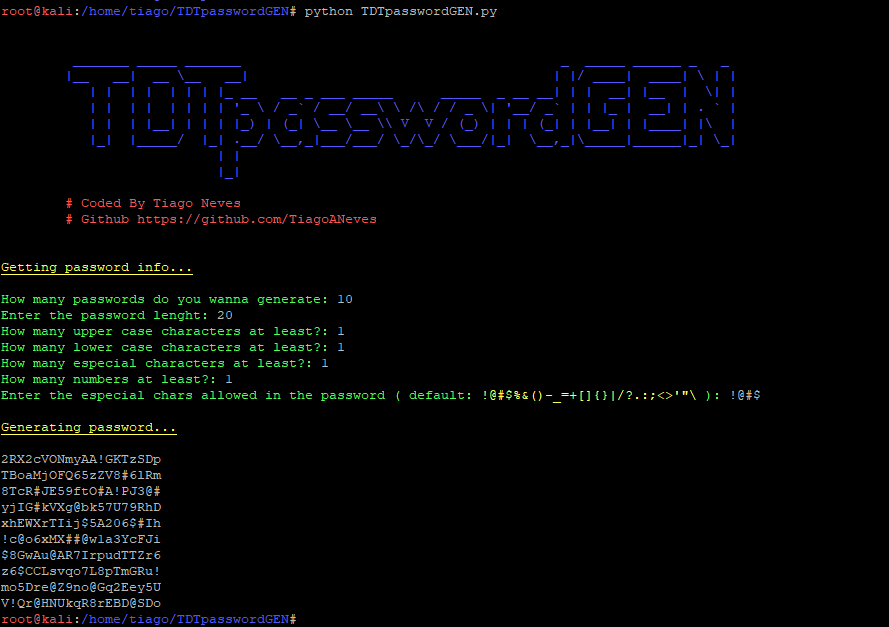 root@kali:/home/tiago/TDTpasswordGEN# python TDTpasswordGEN.py
TDTpasswordGEN
# Coded By Tiago Neves
# Github https://github.com/TiagoANeves
Getting password info...
How many passwords do you wanna generate: 10
Enter the password lenght: 20
How many upper case characters at least?: 1
How many lower case characters at least?: 1
How many especial characters at least?: 1
How many numbers at least?: 1
Enter the especial chars allowed in the password ( default: !@#$%&()-_=+[]{}|/?.:;<>'"\ ): !@#$
Generating password...
2RX2cVONmyAA!GKTzSDp
TBoaMjOFQ65zZV8#6lRm
8TcR#JE59ftO#A!PJ3@#
yjIG#kVXg@bk57U79RhD
xhEWXrTIij$5A206$#Ih
!c@o6xMX##@w1a3YcFJi
$8GwAu@AR7IrpudTTZr6
z6$CCLsvqo7L8pTmGRu!
mo5Dre@Z9no@Gq2Eey5U
V!Qr@HNUkqR8rEBD@SDo
root@kali:/home/tiago/TDTpasswordGEN#